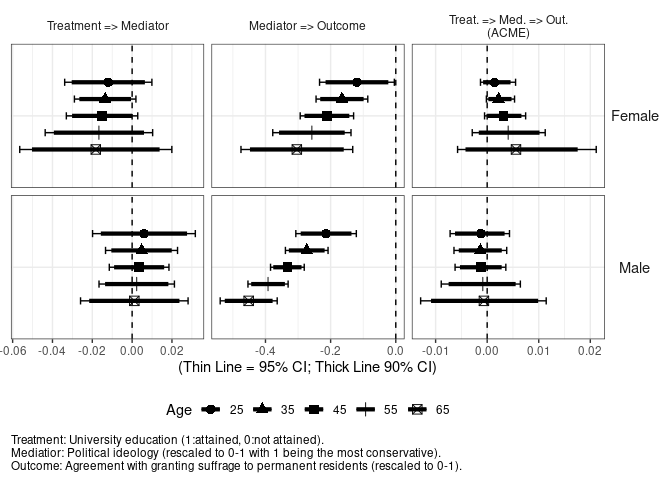 Treatment => Mediator
Mediator => Outcome
Treat. => Med. => Out.
(ACME)
Female
Male
-0.06 -0.04 -0.02 0.00 0.02
-0.4 -0.2 0.0
-0.01 0.00 0.01 0.02
(Thin Line = 95% CI; Thick Line 90% CI)
Age 25 35 45 55 65
Treatment: University education (1:attained, 0:not attained).
Mediatior: Political ideology (rescaled to 0-1 with 1 being the most conservative).
Outcome: Agreement with granting suffrage to permanent residents (rescaled to 0-1).